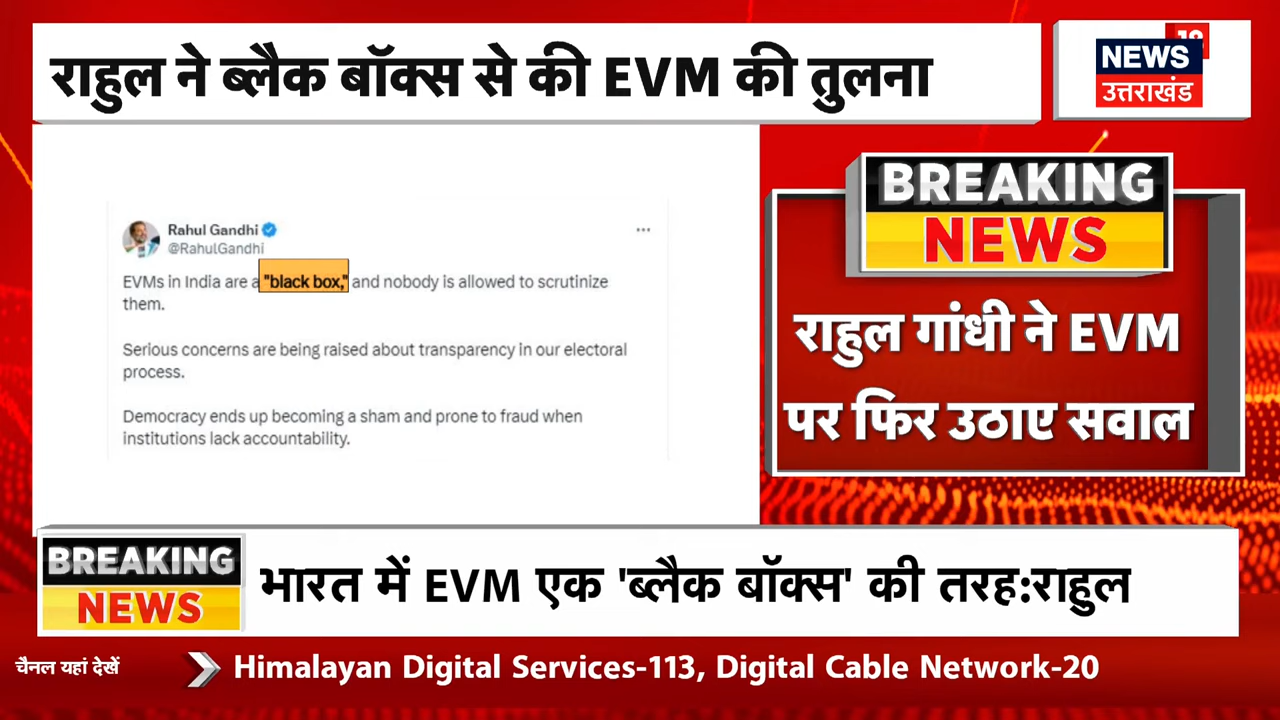 राहुल ने ब्लैक बॉक्स से की EVM की तुलना
NEWS 18
उत्तराखंड
Rahul Gandhi
@RahulGandhi
EVMs in India are a "black box," and nobody is allowed to scrutinize
them.
Serious concerns are being raised about transparency in our electoral
process.
Democracy ends up becoming a sham and prone to fraud when
institutions lack accountability.
BREAKING
NEWS
राहुल गांधी ने EVM
पर फिर उठाए सवाल
BREAKING
NEWS
भारत में EVM एक 'ब्लैक बॉक्स' की तरह:राहुल
चैनल यहां देखें
Himalayan Digital Services-113, Digital Cable Network-20